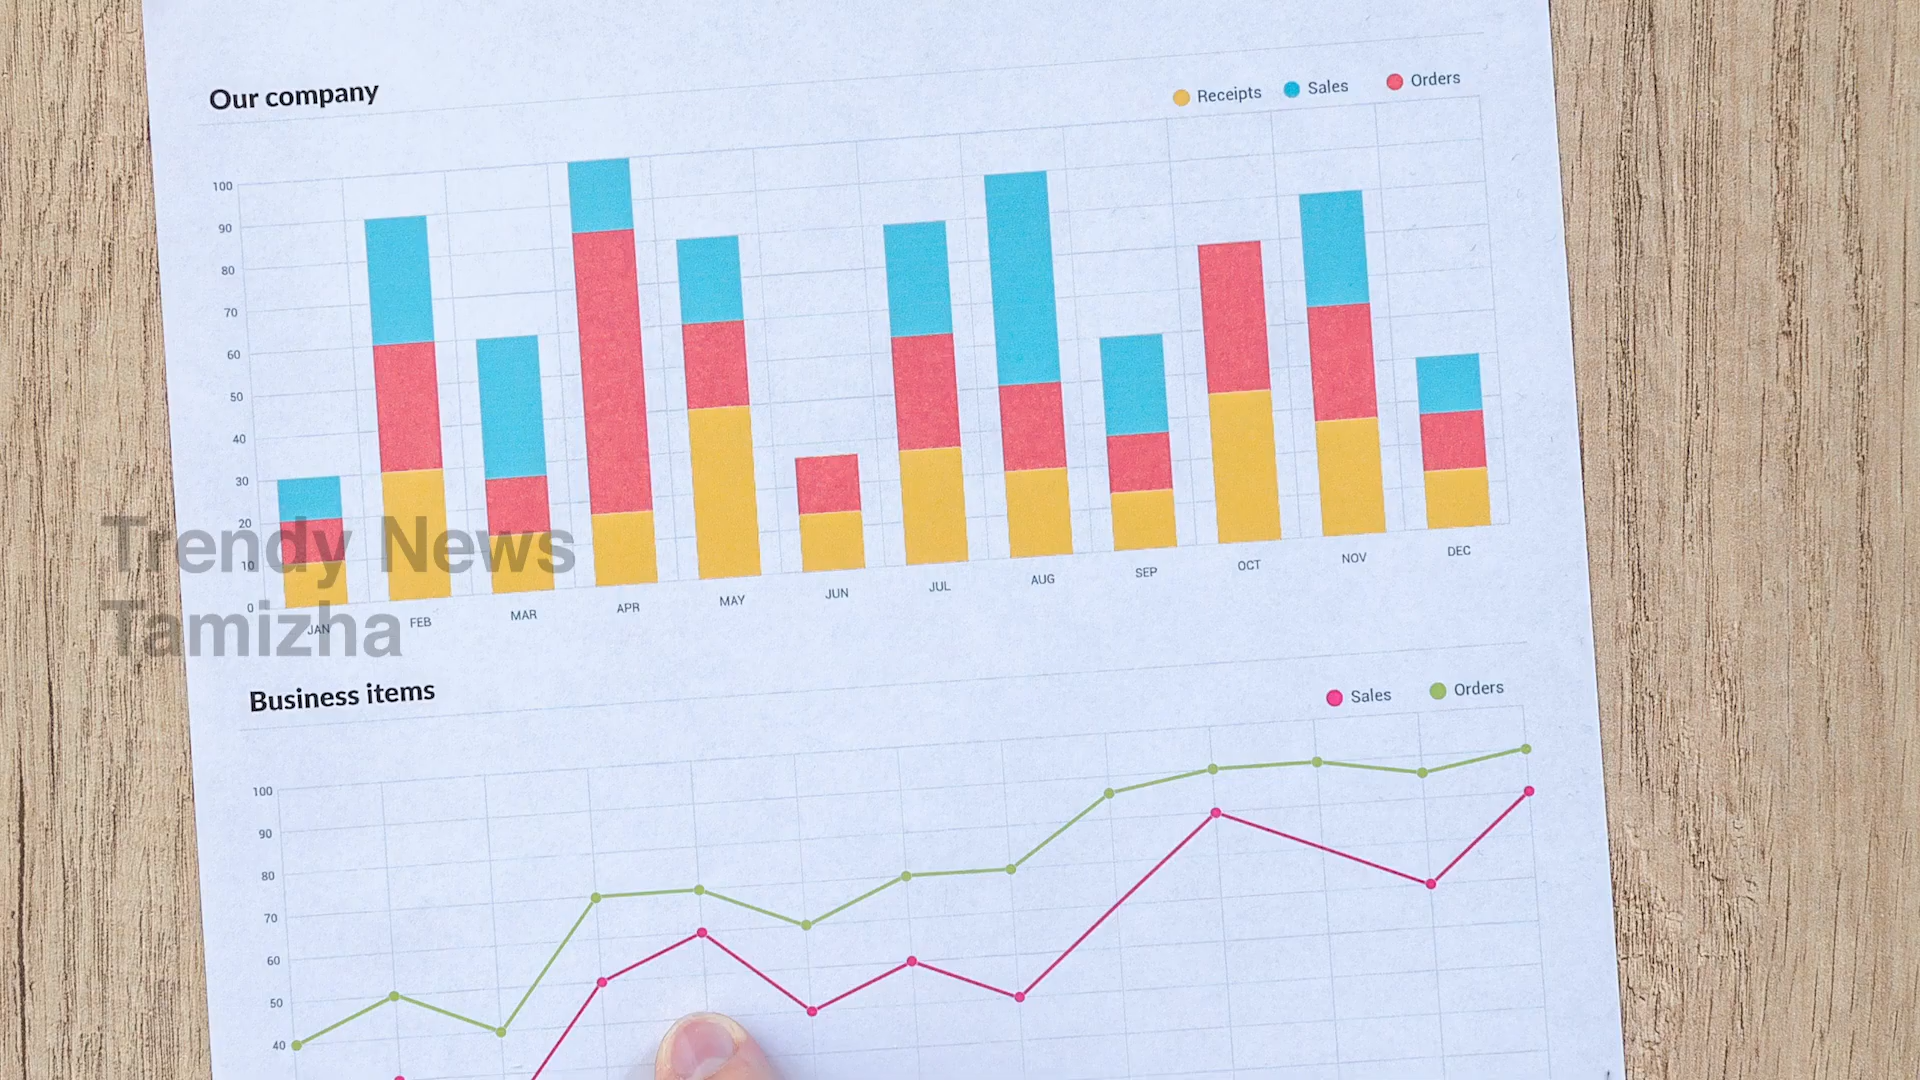 Our company
Receipts Sales Orders
100
90
80
70
60
50
40
30
20
10
0
JAN FEB MAR APR MAY JUN JUL AUG SEP OCT NOV DEC
Trendy News
Tamizha
Business items
Sales Orders
100
90
80
70
60
50
40